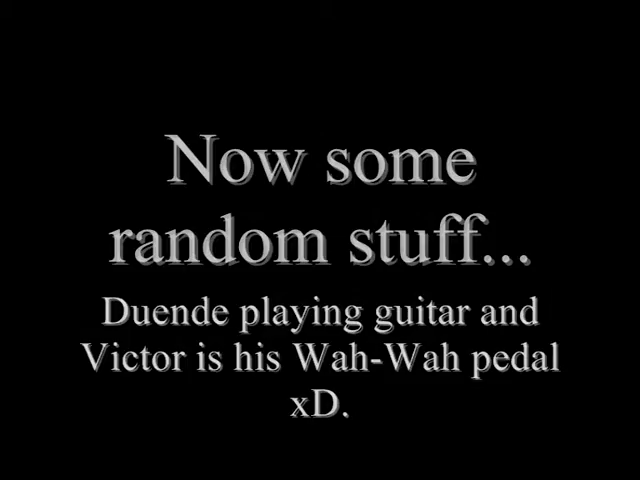 Now some
random stuff...
Duende playing guitar and
Victor is his Wah-Wah pedal
xD.